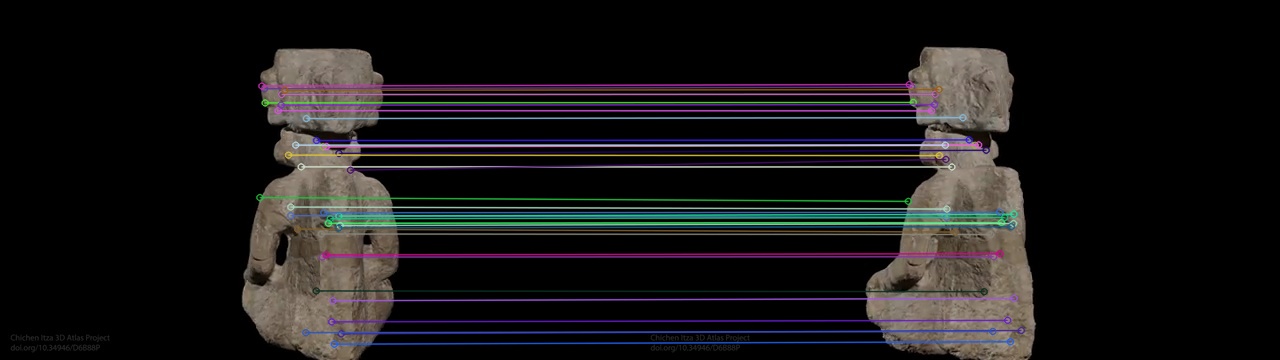 Chichen Itza 3D Atlas Project
doi.org/10.34946/D6B88P
Chichen Itza 3D Atlas Project
doi.org/10.34946/D6B88P